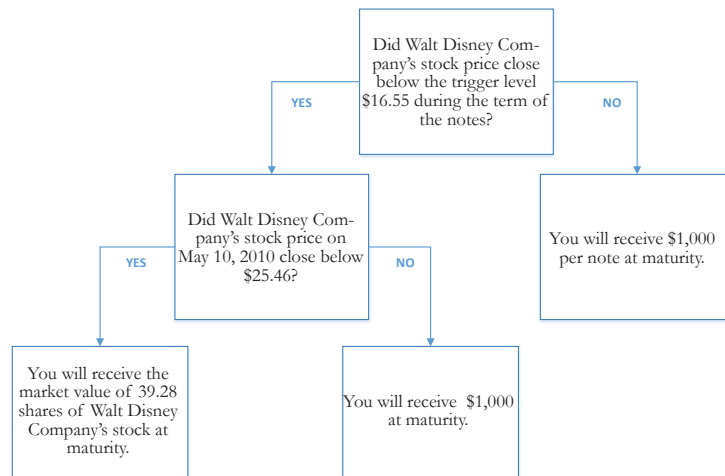 Did Walt Disney Com-
pany's stock price close
below the trigger level
$16.55 during the term of
the notes?
YES
NO
Did Walt Disney Com-
pany's stock price on
May 10, 2010 close below
$25.46?
You will receive $1,000
per note at maturity.
YES
NO
You will receive the
market value of 39.28
shares of Walt Disney
Company's stock at
maturity.
You will receive $1,000
at maturity.